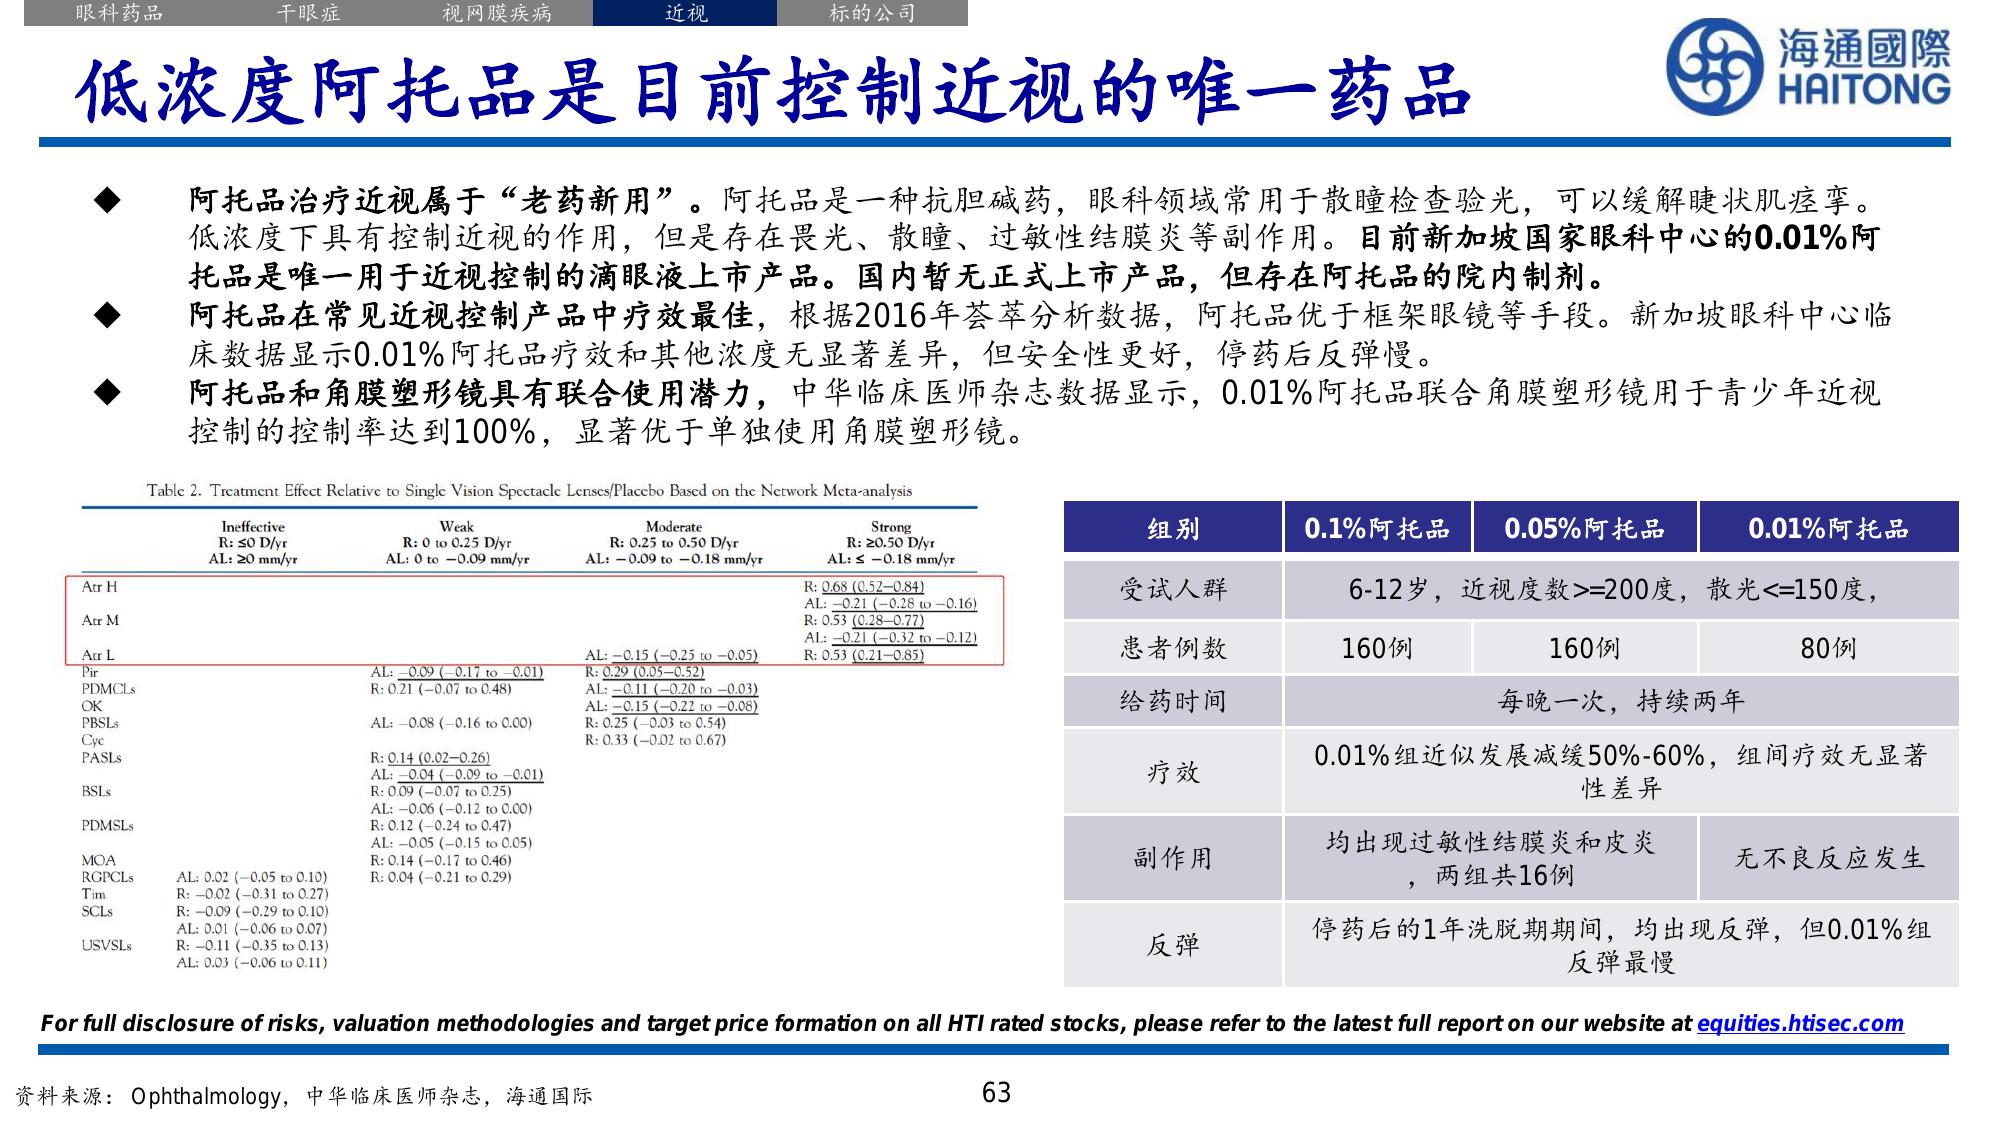 眼科药品 干眼症 视网膜疾病 近视 标的公司
海通國際
HAITONG
低浓度阿托品是目前控制近视的唯一药品
◆ 阿托品治疗近视属于“老药新用”。阿托品是一种抗胆碱药，眼科领域常用于散瞳检查验光，可以缓解睫状肌痉挛。
低浓度下具有控制近视的作用，但是存在畏光、散瞳、过敏性结膜炎等副作用。目前新加坡国家眼科中心的0.01%阿
托品是唯一用于近视控制的滴眼液上市产品。国内暂无正式上市产品，但存在阿托品的院内制剂。
◆ 阿托品在常见近视控制产品中疗效最佳，根据2016年荟萃分析数据，阿托品优于框架眼镜等手段。新加坡眼科中心临
床数据显示0.01%阿托品疗效和其他浓度无显著差异，但安全性更好，停药后反弹慢。
◆ 阿托品和角膜塑形镜具有联合使用潜力，中华临床医师杂志数据显示，0.01%阿托品联合角膜塑形镜用于青少年近视
控制的控制率达到100%，显著优于单独使用角膜塑形镜。
Table 2. Treatment Effect Relative to Single Vision Spectacle Lenses/Placebo Based on the Network Meta-analysis
Ineffective Weak Moderate Strong
R: ≤0 D/yr R: 0 to 0.25 D/yr R: 0.25 to 0.50 D/yr R: ≥0.50 D/yr
AL: ≥0 mm/yr AL: 0 to −0.09 mm/yr AL: −0.09 to −0.18 mm/yr AL: ≤ −0.18 mm/yr
Atr H R: 0.68 (0.52–0.84)
AL: −0.21 (−0.28 to −0.16)
Atr M R: 0.53 (0.28–0.77)
AL: −0.21 (−0.32 to −0.12)
Atr L AL: −0.15 (−0.25 to −0.05) R: 0.53 (0.21–0.85)
Pir AL: −0.09 (−0.17 to −0.01) R: 0.29 (0.05–0.52)
PDMCLs R: 0.21 (−0.07 to 0.48) AL: −0.11 (−0.20 to −0.03)
OK AL: −0.15 (−0.22 to −0.08)
PBSLs AL: −0.08 (−0.16 to 0.00) R: 0.25 (−0.03 to 0.54)
Cyc R: 0.33 (−0.02 to 0.67)
PASLs R: 0.14 (0.02–0.26)
AL: −0.04 (−0.09 to −0.01)
BSLs R: 0.09 (−0.07 to 0.25)
AL: −0.06 (−0.12 to 0.00)
PDMSLs R: 0.12 (−0.24 to 0.47)
AL: −0.05 (−0.15 to 0.05)
MOA R: 0.14 (−0.17 to 0.46)
RGPCLs AL: 0.02 (−0.05 to 0.10) R: 0.04 (−0.21 to 0.29)
Tim R: −0.02 (−0.31 to 0.27)
SCLs R: −0.09 (−0.29 to 0.10)
AL: 0.01 (−0.06 to 0.07)
USVSLs R: −0.11 (−0.35 to 0.13)
AL: 0.03 (−0.06 to 0.11)
组别 0.1%阿托品 0.05%阿托品 0.01%阿托品
受试人群 6-12岁，近视度数>=200度，散光<=150度，
患者例数 160例 160例 80例
给药时间 每晚一次，持续两年
疗效 0.01%组近似发展减缓50%-60%，组间疗效无显著
性差异
副作用 均出现过敏性结膜炎和皮炎 无不良反应发生
，两组共16例
反弹 停药后的1年洗脱期期间，均出现反弹，但0.01%组
反弹最慢
For full disclosure of risks, valuation methodologies and target price formation on all HTI rated stocks, please refer to the latest full report on our website at equities.htisec.com
资料来源： Ophthalmology，中华临床医师杂志，海通国际
63